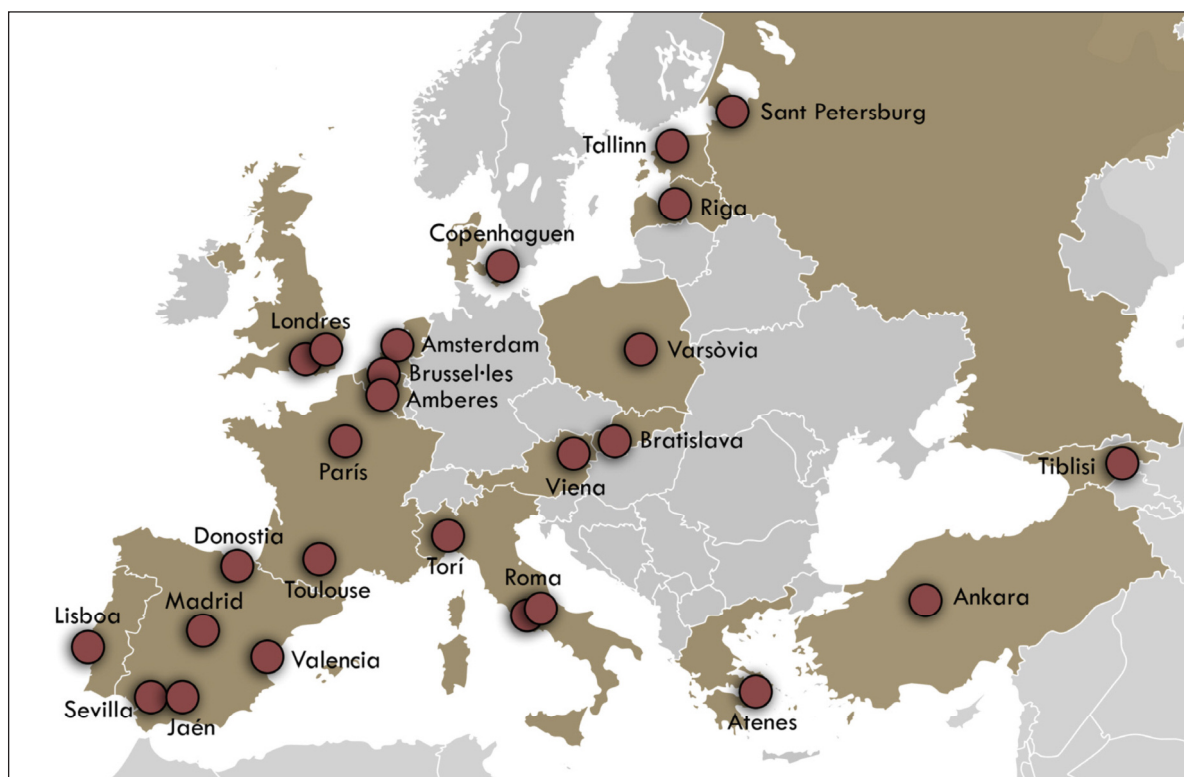 Sant Petersburg
Tallinn
Riga
Copenhaguen
Londres
Amsterdam
Varsòvia
Brussel·les
Amberes
Bratislava
París
Viena
Tiblisi
Donostia
Torí
Toulouse
Roma
Madrid
Ankara
Lisboa
Valencia
Sevilla
Jaén
Atenes